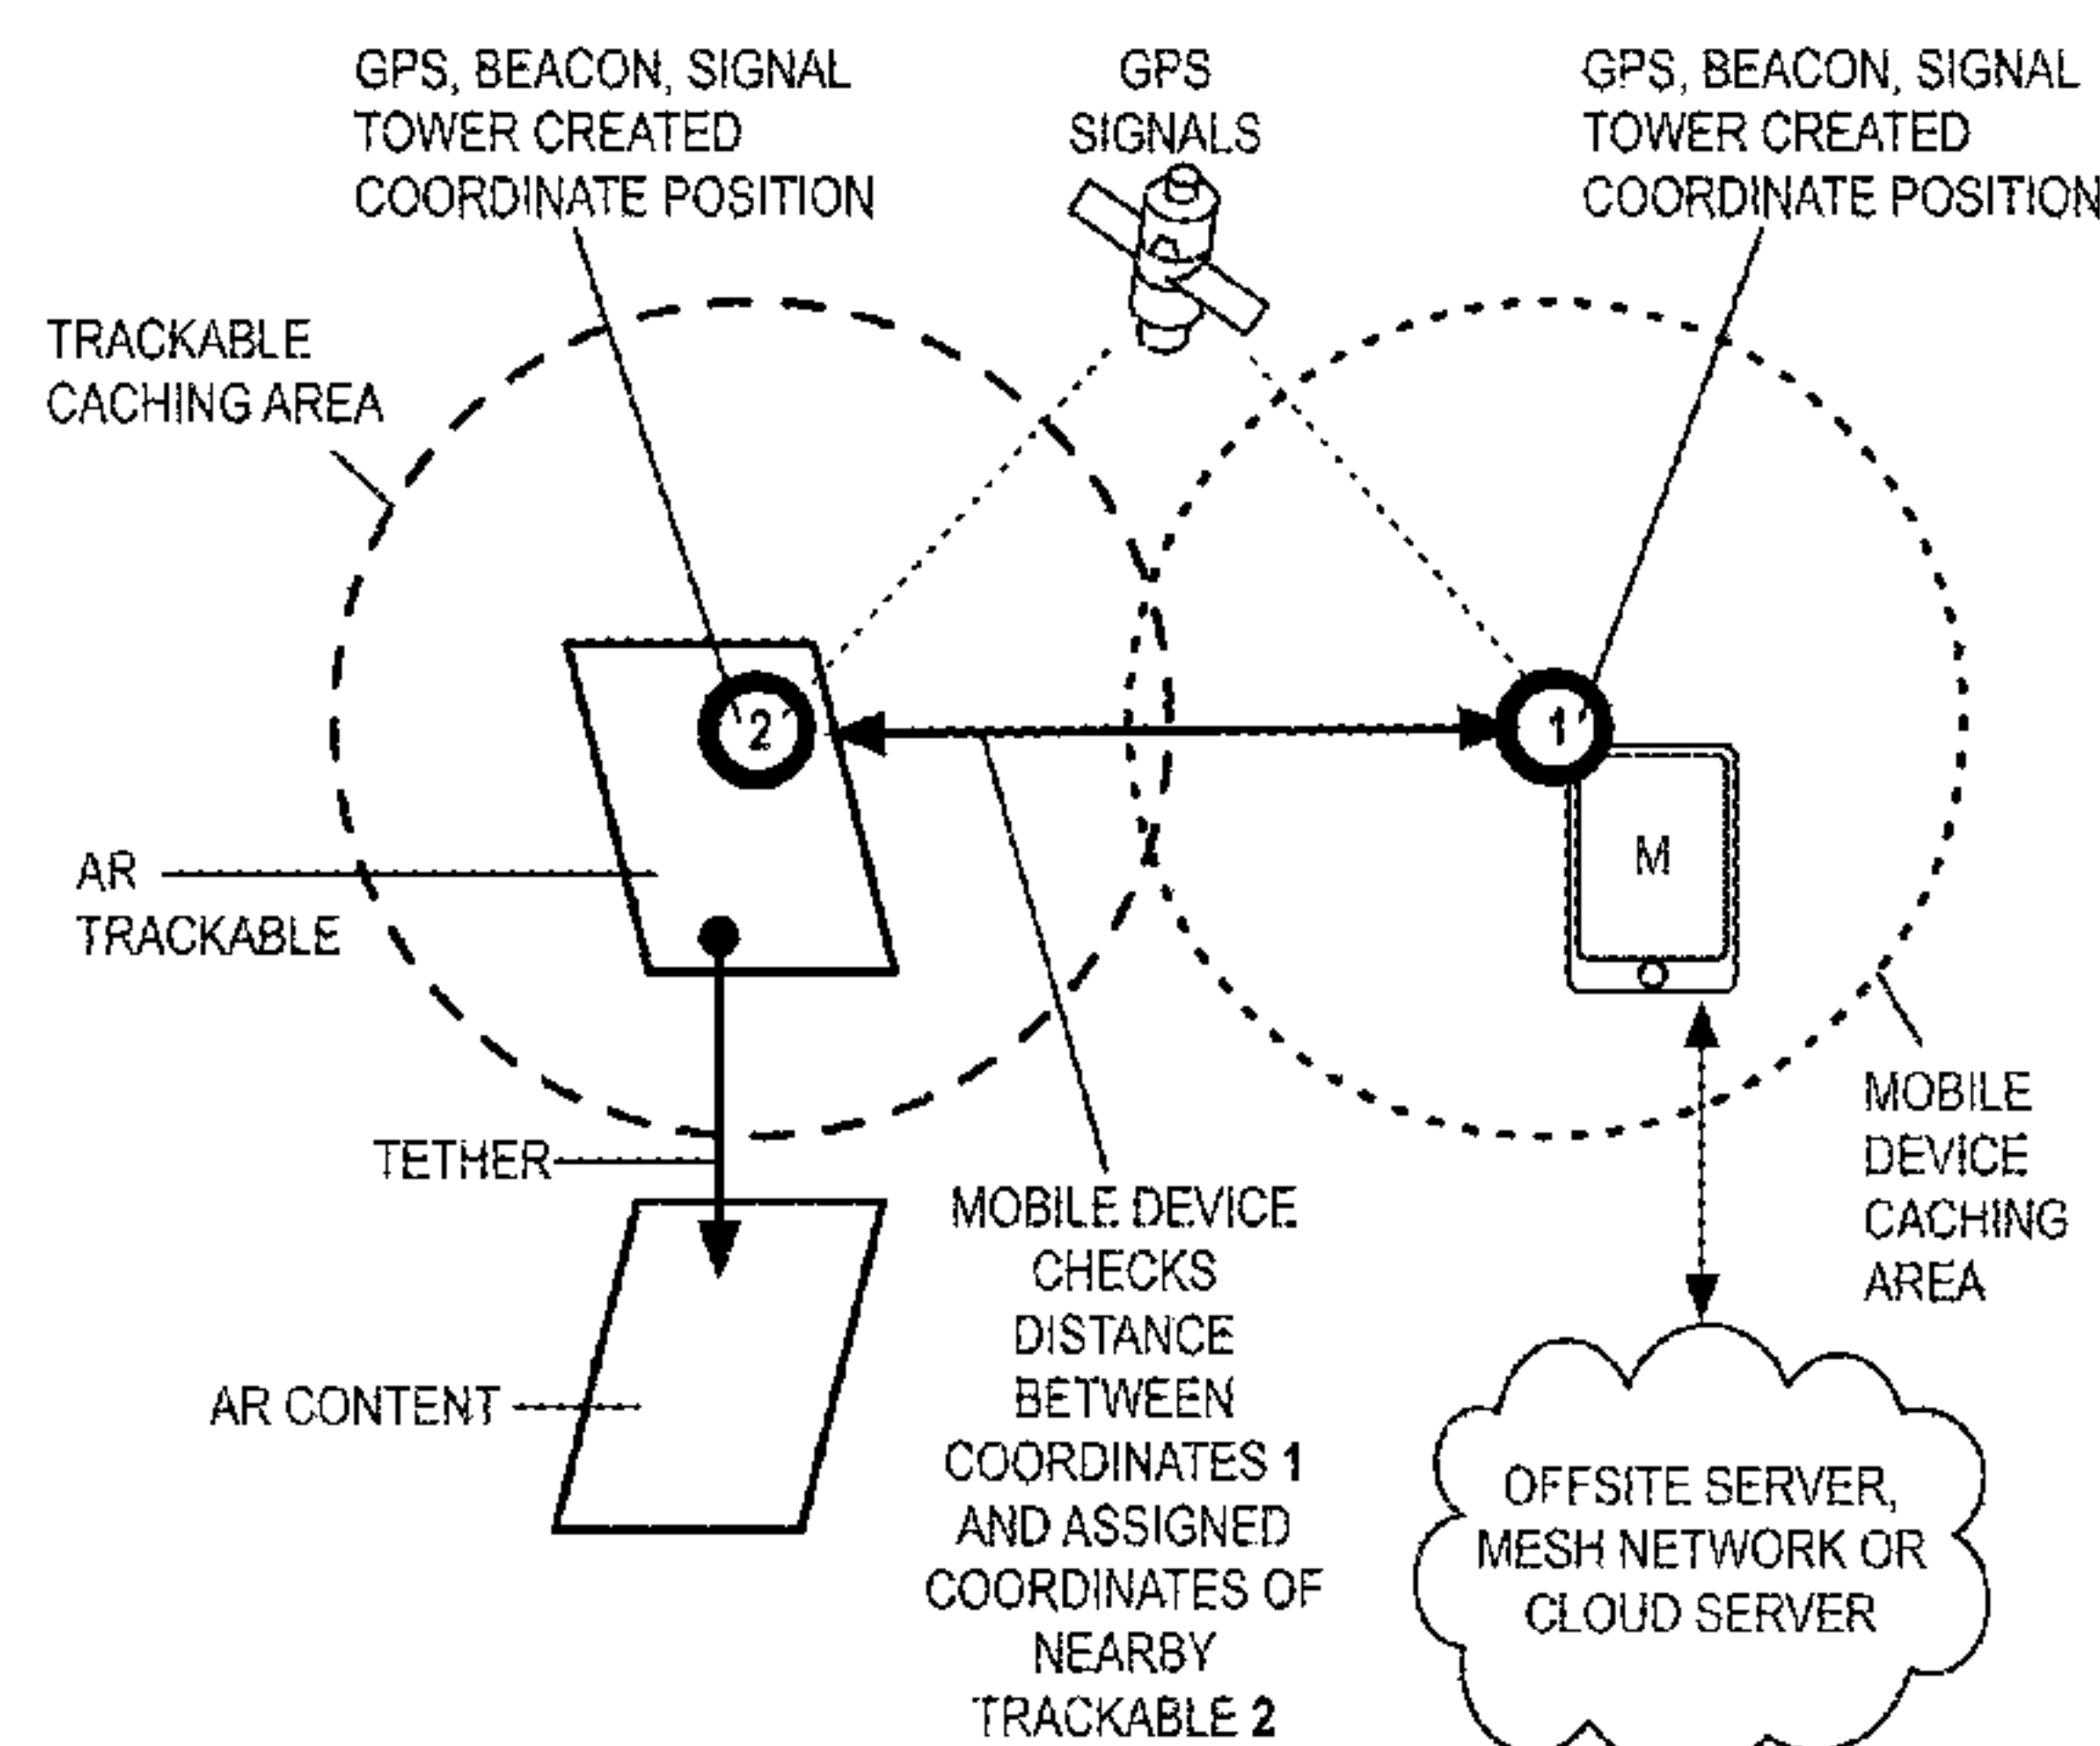 GPS, BEACON, SIGNAL
TOWER CREATED
COORDINATE POSITION
GPS
SIGNALS
GPS, BEACON, SIGNAL
TOWER CREATED
COORDINATE POSITION
TRACKABLE
CACHING AREA
'2'
1'
M
AR
TRACKABLE
TETHER
AR CONTENT
MOBILE DEVICE
CHECKS
DISTANCE
BETWEEN
COORDINATES 1
AND ASSIGNED
COORDINATES OF
NEARBY
TRACKABLE 2
MOBILE
DEVICE
CACHING
AREA
OFFSITE SERVER,
MESH NETWORK OR
CLOUD SERVER